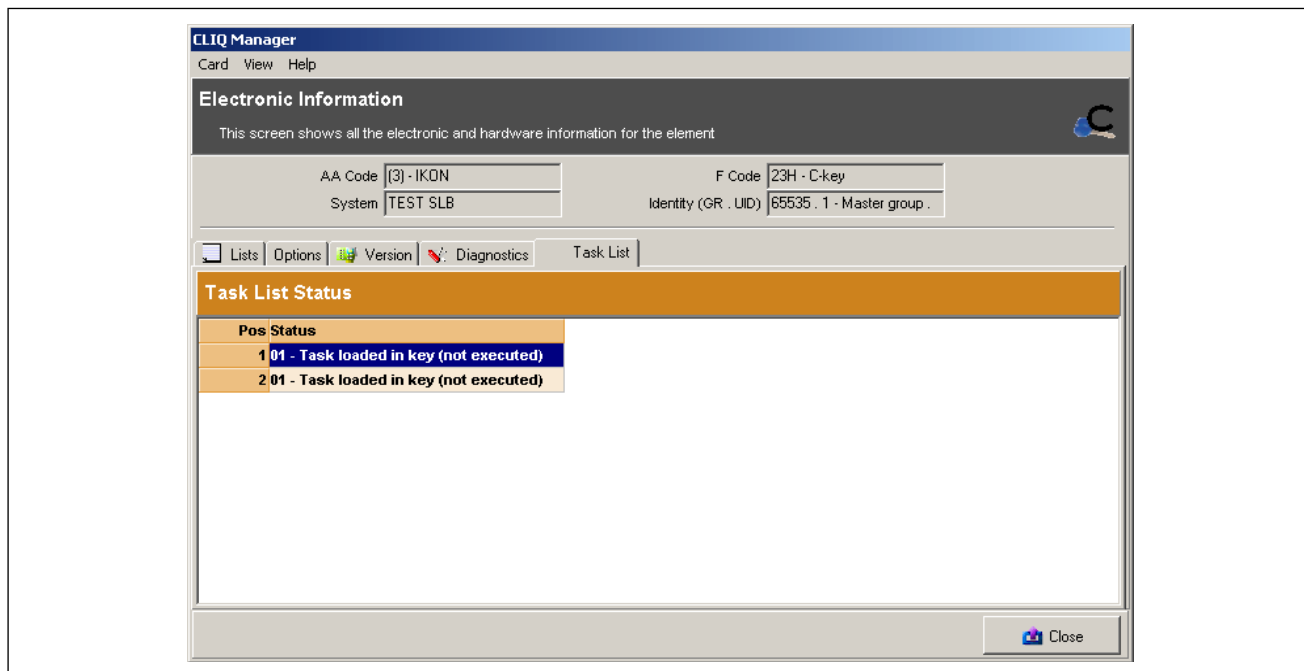 CLIQ Manager
Card View Help
Electronic Information
This screen shows all the electronic and hardware information for the element
C
AA Code (3) - IKON F Code 23H - C-key
System TEST SLB Identity (GR . UID) 65535 . 1 - Master group .
Lists Options Version Diagnostics Task List
Task List Status
Pos Status
1 01 - Task loaded in key (not executed)
2 01 - Task loaded in key (not executed)
Close